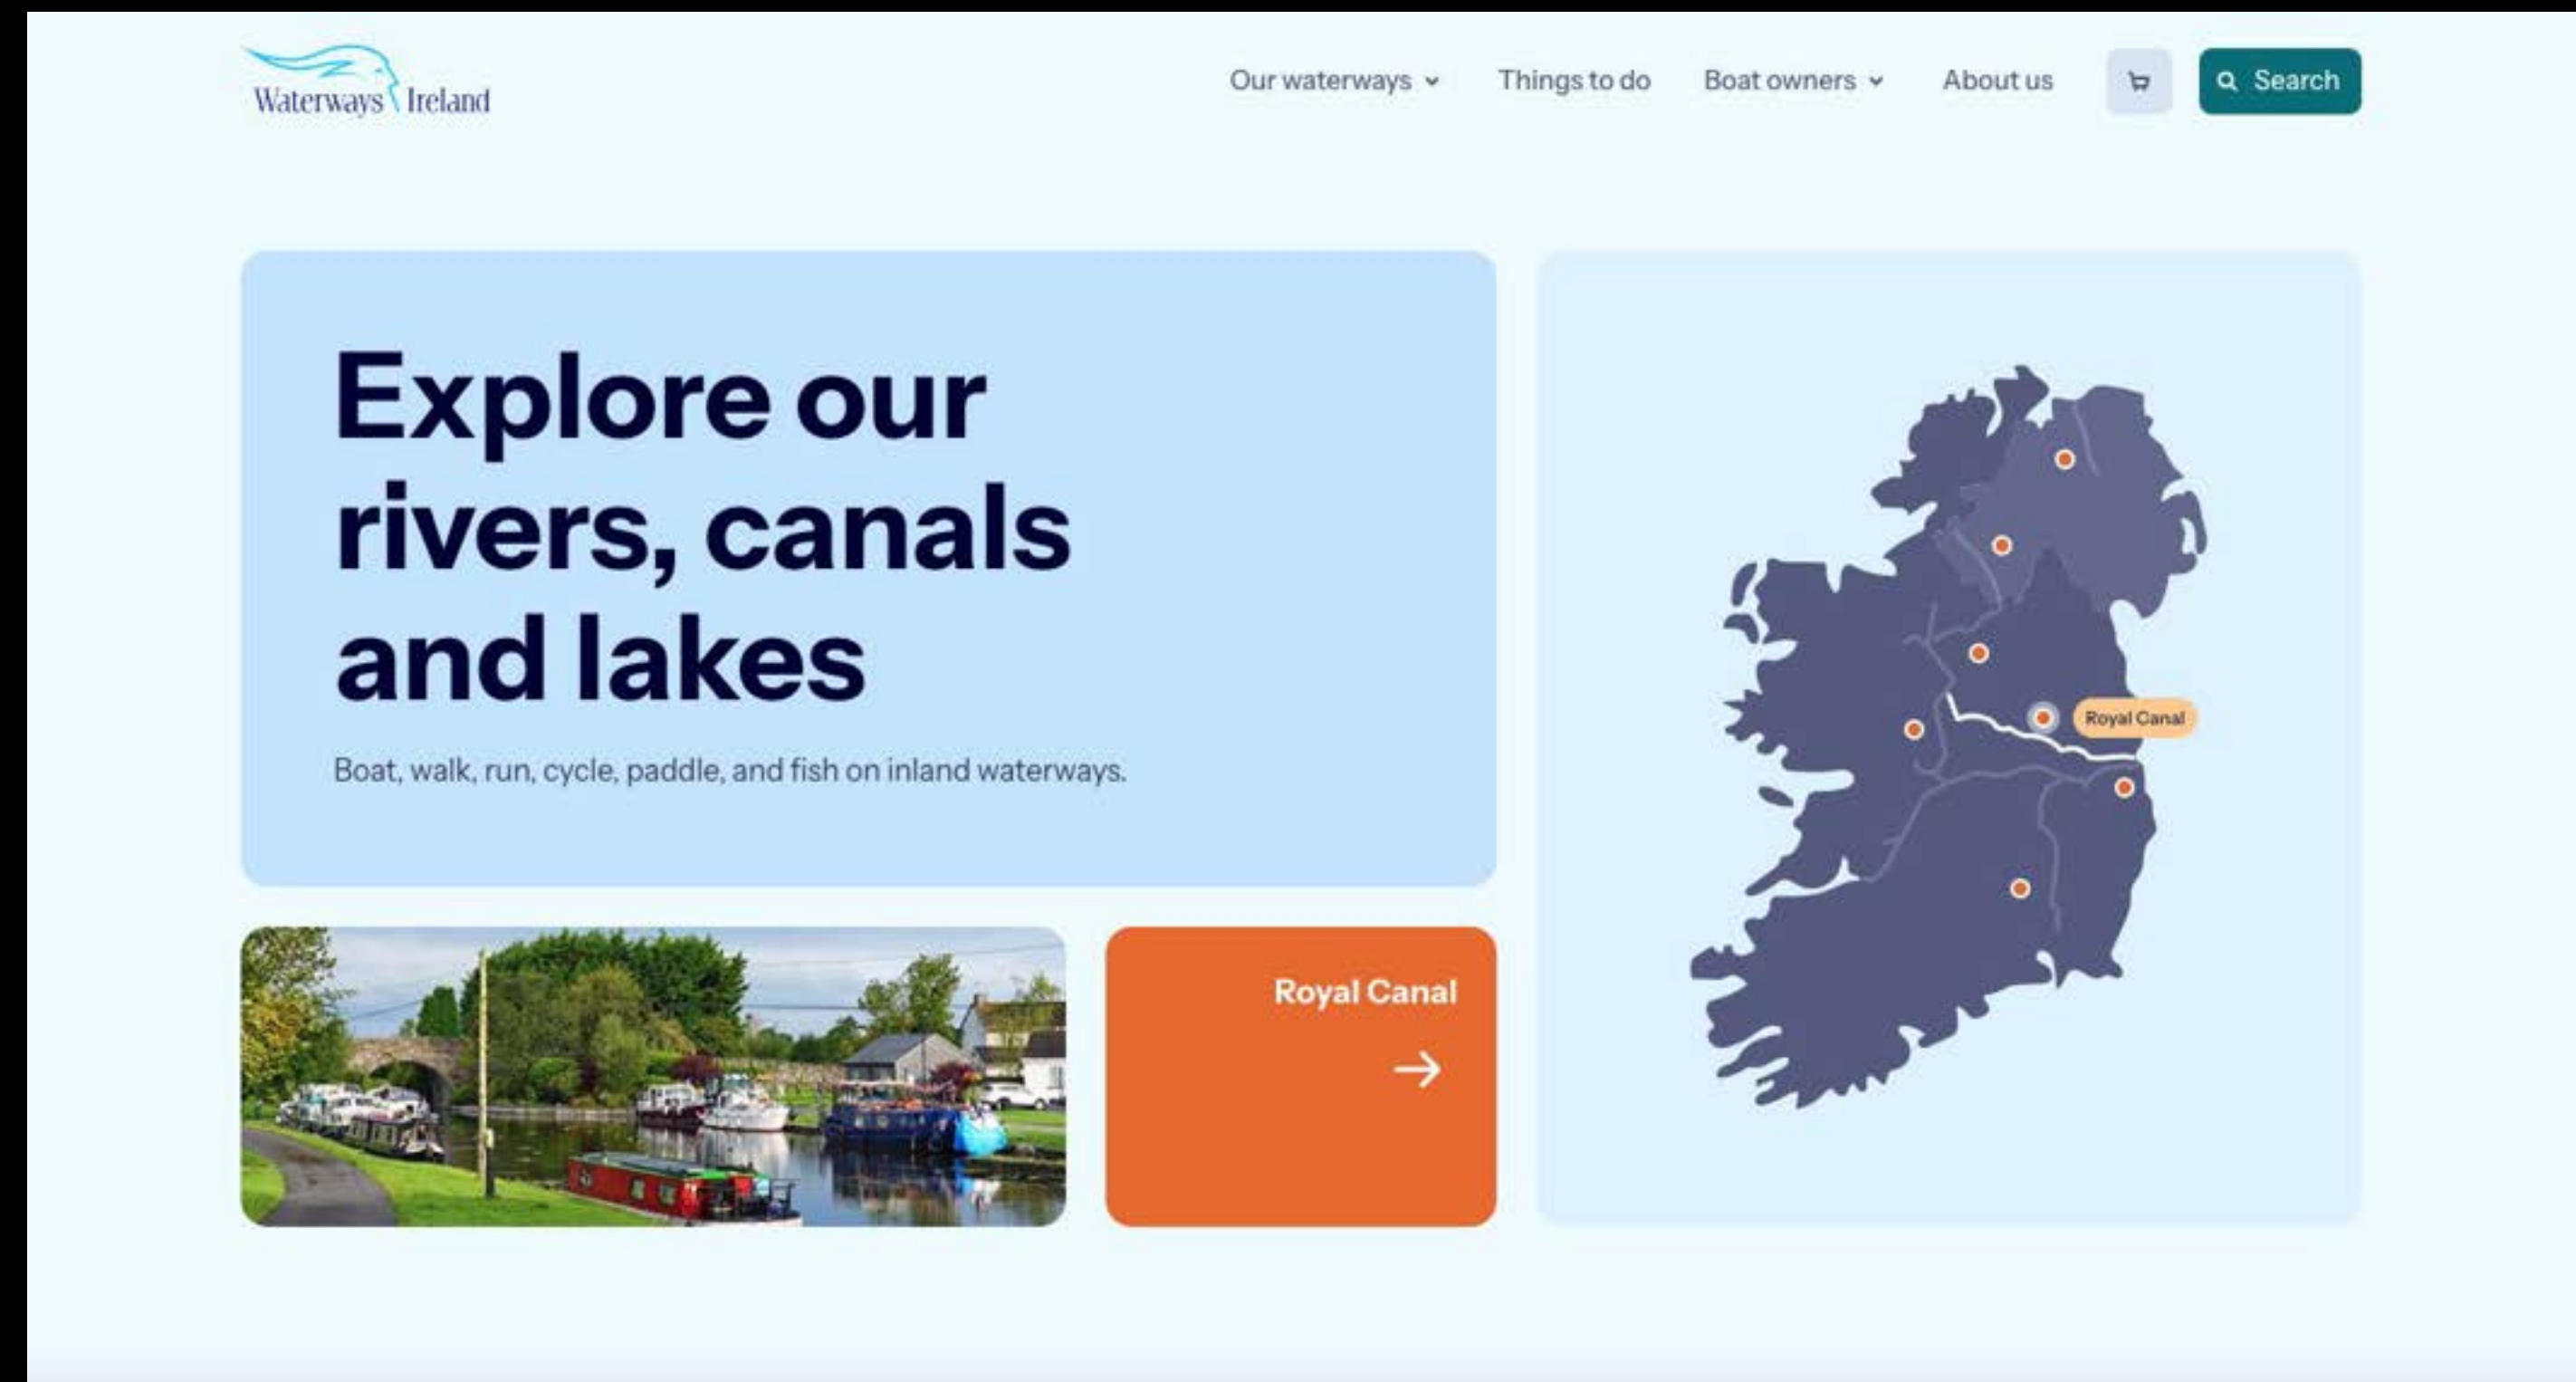 Waterways Ireland
Our waterways
Things to do
Boat owners
About us
Search
Explore our
rivers, canals
and lakes
Boat, walk, run, cycle, paddle, and fish on inland waterways.
Royal Canal
Royal Canal